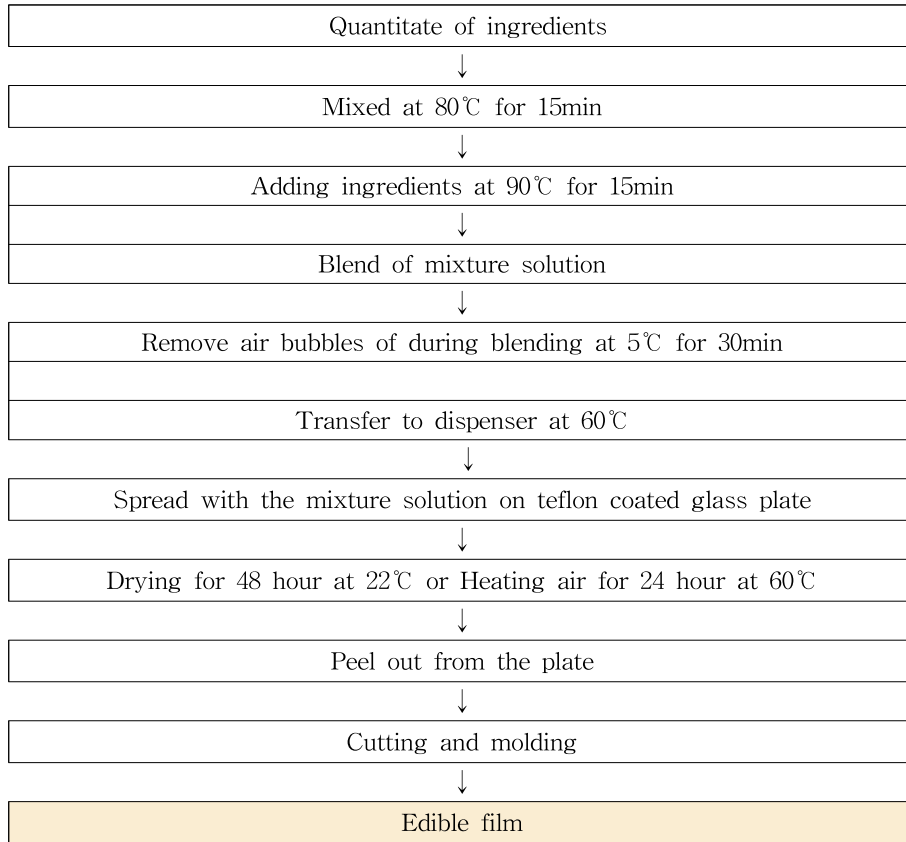 Quantitate of ingredients
↓
Mixed at 80℃ for 15min
↓
Adding ingredients at 90℃ for 15min
↓
Blend of mixture solution
↓
Remove air bubbles of during blending at 5℃ for 30min
Transfer to dispenser at 60℃
↓
Spread with the mixture solution on teflon coated glass plate
↓
Drying for 48 hour at 22℃ or Heating air for 24 hour at 60℃
↓
Peel out from the plate
↓
Cutting and molding
↓
Edible film